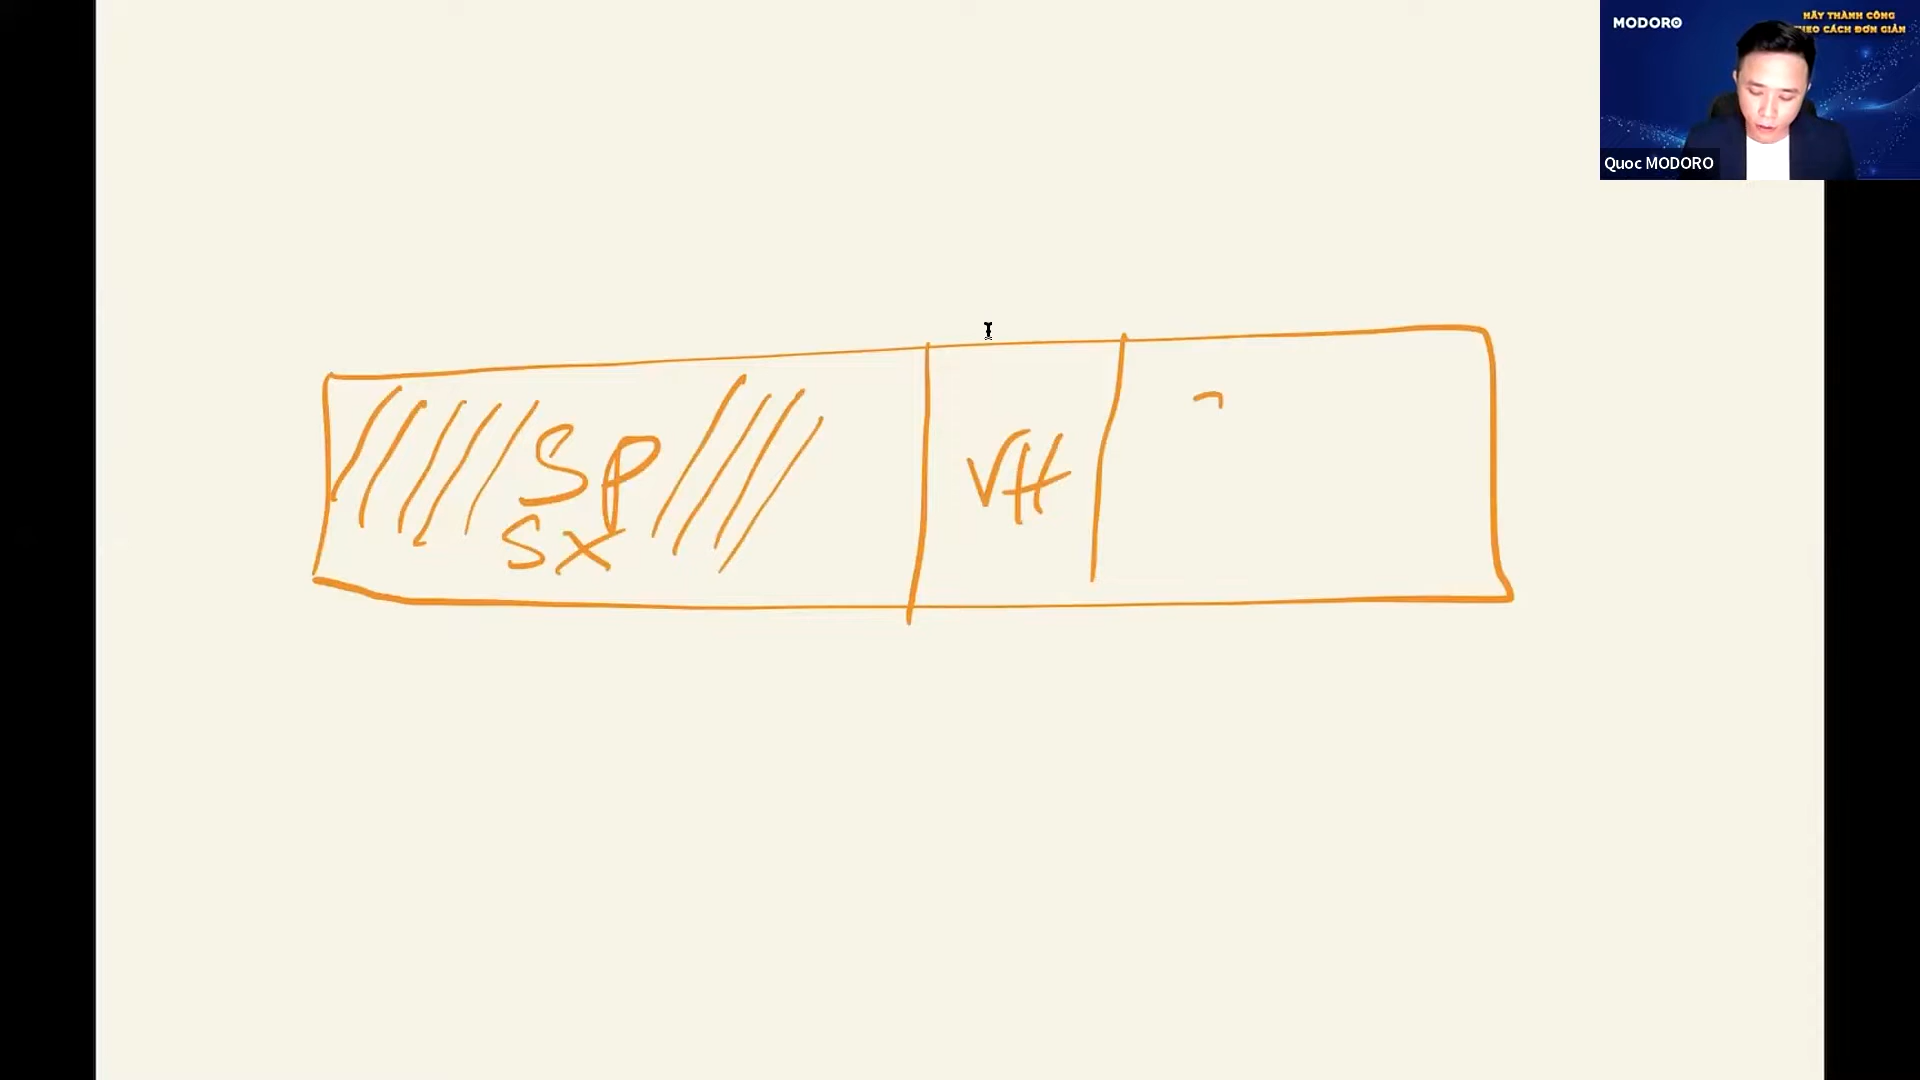 MODORO
HÃY THÀNH CÔNG
THEO CÁCH ĐƠN GIẢN
Quoc MODORO
SP
SX
VH